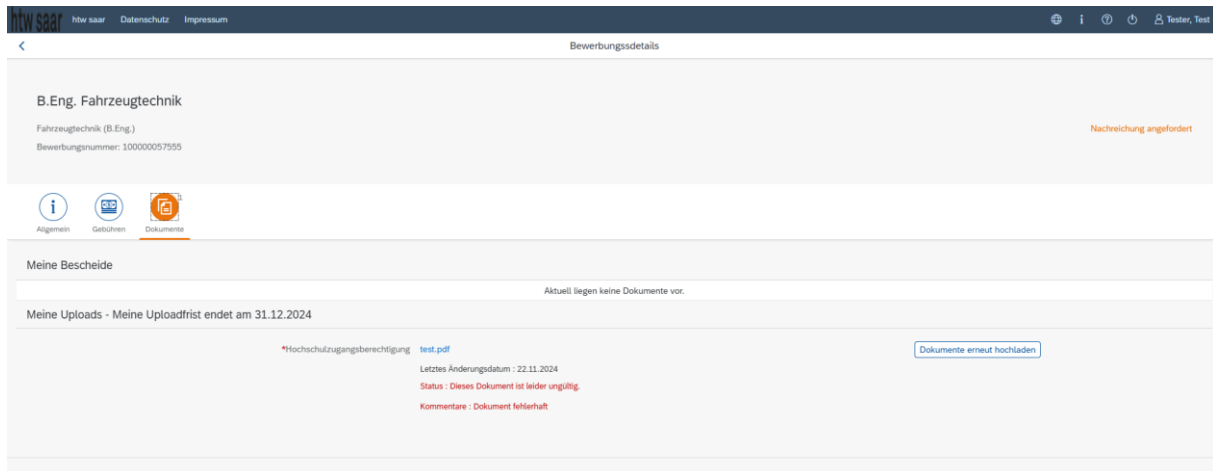 htw saar htw saar Datenschutz Impressum Tester, Test
Bewerbungssdetails
B.Eng. Fahrzeugtechnik
Fahrzeugtechnik (B.Eng.)
Nachreichung angefordert
Bewerbungsnummer: 100000057555
1
Allgemein Gebühren Dokumente
Meine Bescheide
Aktuell liegen keine Dokumente vor.
Meine Uploads - Meine Uploadfrist endet am 31.12.2024
*Hochschulzugangsberechtigung test.pdf Dokumente erneut hochladen
Letztes Änderungsdatum : 22.11.2024
Status : Dieses Dokument ist leider ungültig.
Kommentare : Dokument fehlerhaft